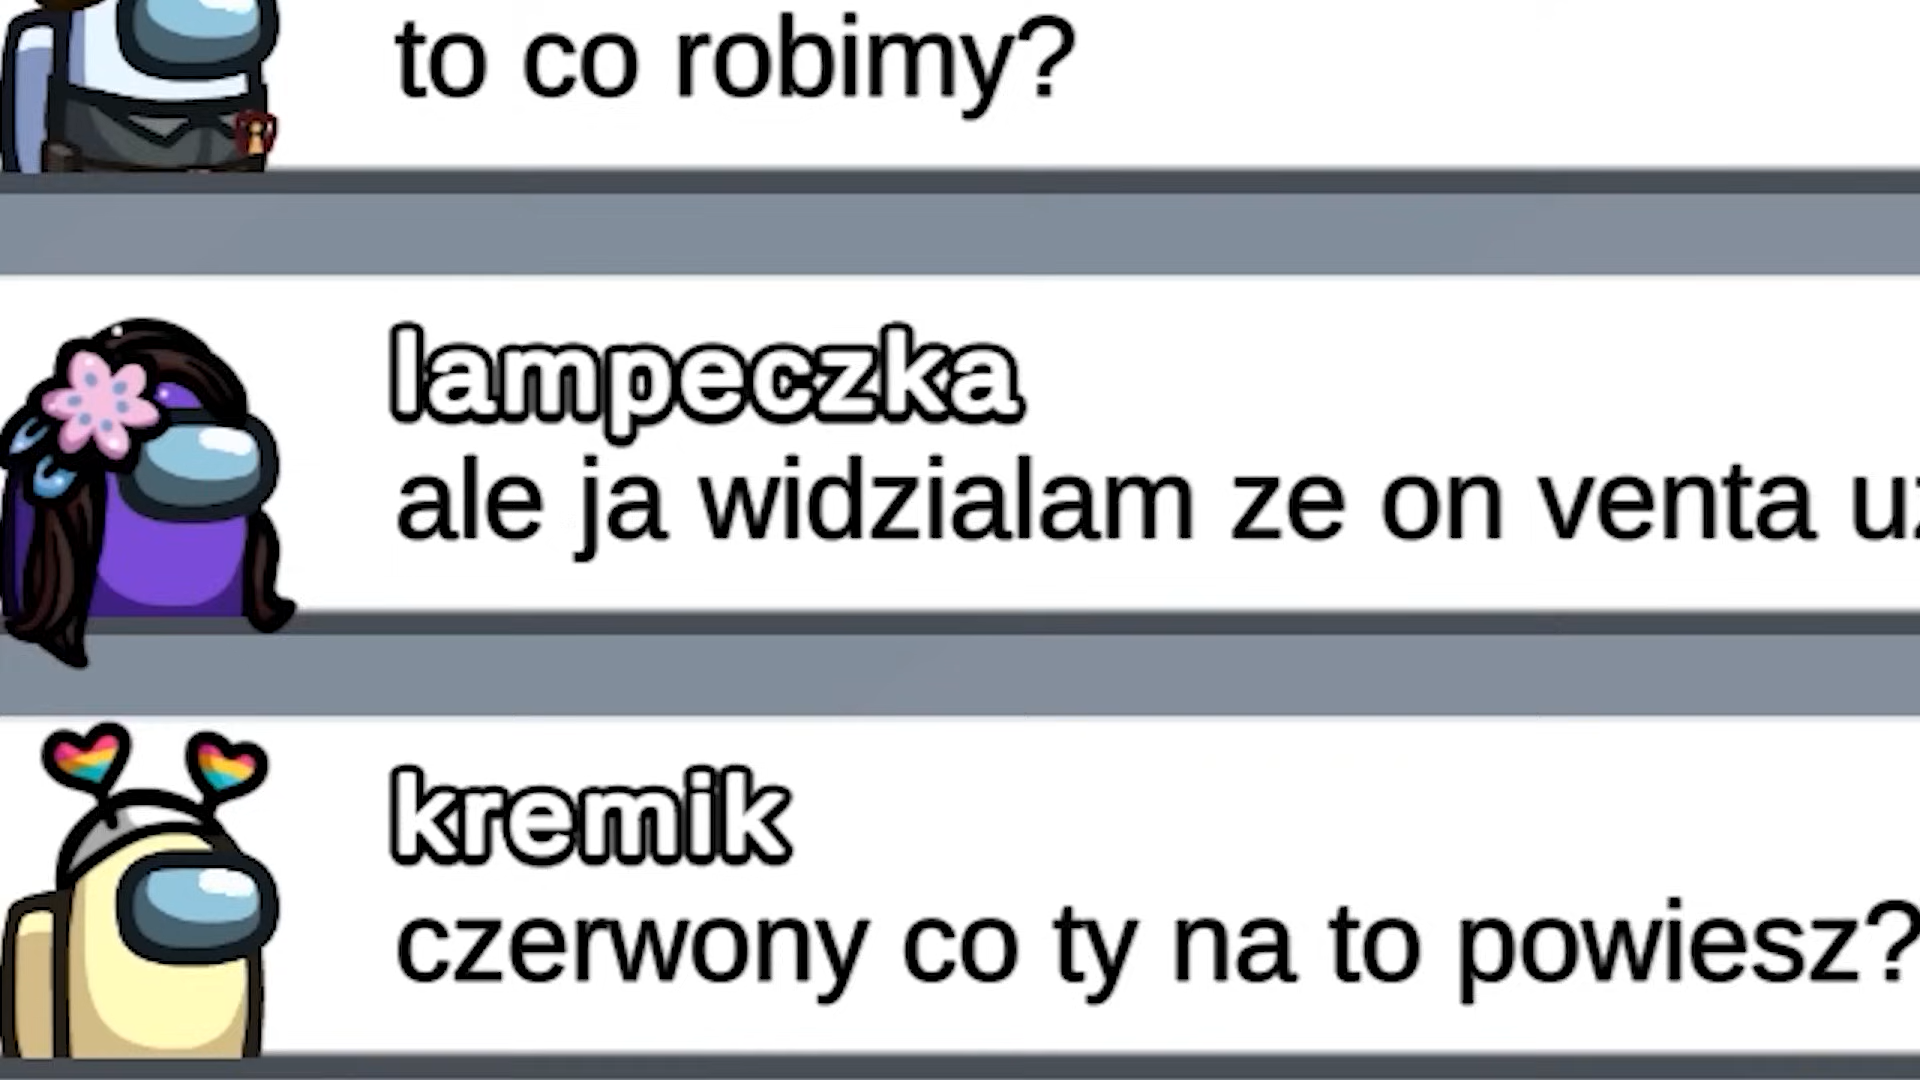 to co robimy?
lampeczka
ale ja widzialam ze on venta
kremik
czerwony co ty na to powiesz?